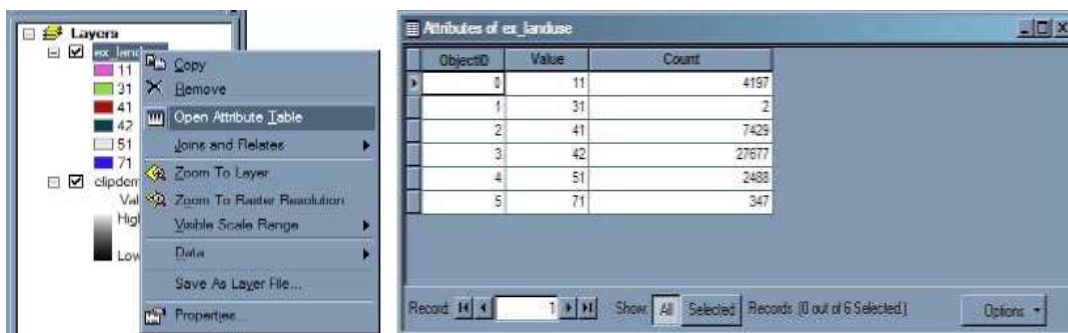 Layers
ex_land
11
31
41
42
51
71
clipdem
Val
High
Low
Copy
Remove
Open Attribute Table
Joins and Relates
Zoom To Layer
Zoom To Raster Resolution
Visible Scale Range
Data
Save As Layer File...
Properties...
Attributes of ex_landuse
ObjectID Value Count
0 11 4197
1 31 2
2 41 7429
3 42 27677
4 51 2488
5 71 347
Record: 1 Show: All Selected Records (0 out of 6 Selected.) Options